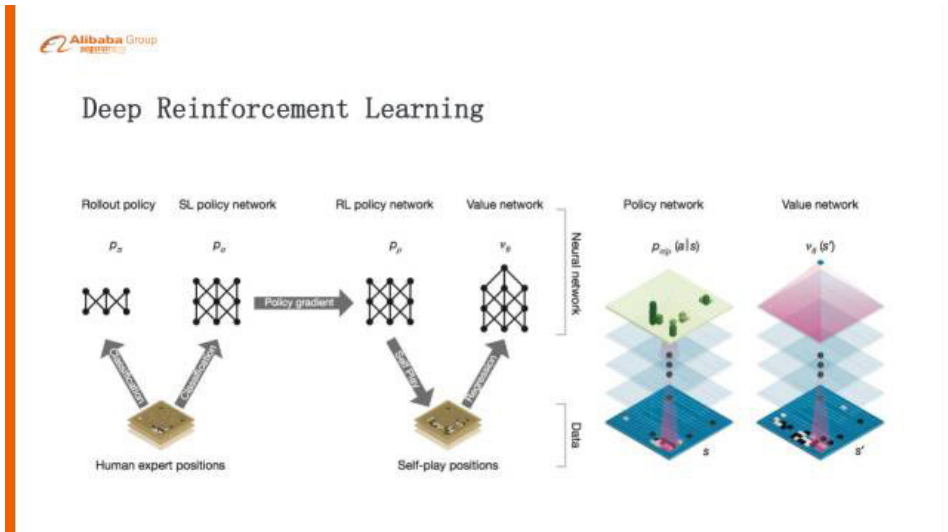 Alibaba Group
Deep Reinforcement Learning
Rollout policy
SL policy network
RL policy network
Value network
Policy network
Value network
pπ
pσ
pρ
vθ
pσ/ρ (a|s)
vθ (s′)
Policy gradient
Neural network
Classification
Classification
Self Play
Regression
Data
Human expert positions
Self-play positions
s
s′